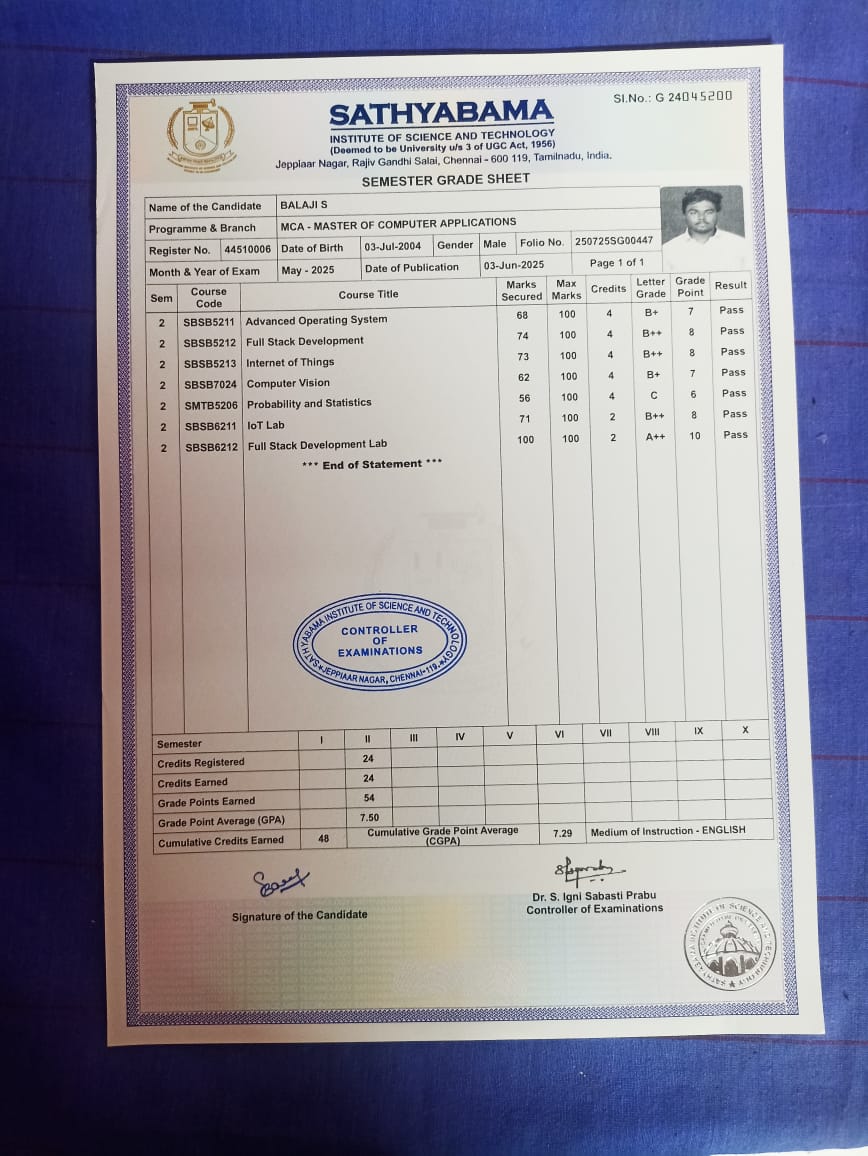 SATHYABAMA
INSTITUTE OF SCIENCE AND TECHNOLOGY
(Deemed to be University u/s 3 of UGC Act, 1956)
Jepplaar Nagar, Rajiv Gandhi Salai, Chennai - 600 119, Tamilnadu, India.
Sl.No.: G 24045200
SEMESTER GRADE SHEET
Name of the Candidate BALAJI S
Programme & Branch MCA - MASTER OF COMPUTER APPLICATIONS
Register No. 44510006 Date of Birth 03-Jul-2004 Gender Male Folio No. 250725SG00447
Month & Year of Exam May - 2025 Date of Publication 03-Jun-2025 Page 1 of 1
Sem Course Code Course Title Marks Secured Max Marks Credits Letter Grade Grade Point Result
2 SBSB5211 Advanced Operating System 68 100 4 B+ 7 Pass
2 SBSB5212 Full Stack Development 74 100 4 B++ 8 Pass
2 SBSB5213 Internet of Things 73 100 4 B++ 8 Pass
2 SBSB7024 Computer Vision 62 100 4 B+ 7 Pass
2 SMTB5206 Probability and Statistics 56 100 4 C 6 Pass
2 SBSB6211 IoT Lab 71 100 2 B++ 8 Pass
2 SBSB6212 Full Stack Development Lab 100 100 2 A++ 10 Pass
*** End of Statement ***
SATHYABAMA INSTITUTE OF SCIENCE AND TECHNOLOGY
CONTROLLER
OF
EXAMINATIONS
JEPPIAAR NAGAR, CHENNAI-119.
Semester I II III IV V VI VII VIII IX X
Credits Registered 24
Credits Earned 24
Grade Points Earned 54
Grade Point Average (GPA) 7.50
Cumulative Credits Earned 48 Cumulative Grade Point Average (CGPA) 7.29 Medium of Instruction - ENGLISH
Signature of the Candidate
Dr. S. Igni Sabasti Prabu
Controller of Examinations